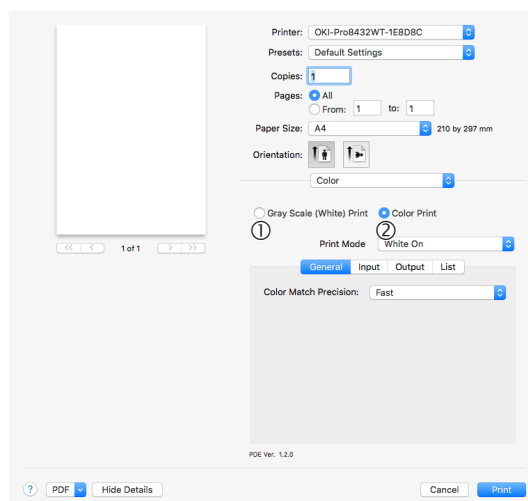 Printer: OKI-Pro8432WT-1E8D8C
Presets: Default Settings
Copies: 1
Pages: All
From: 1 to: 1
Paper Size: A4 210 by 297 mm
Orientation:
Color
Gray Scale (White) Print Color Print
① ②
<< < 1 of 1 > >>
Print Mode White On
General Input Output List
Color Match Precision: Fast
PDE Ver. 1.2.0
? PDF Hide Details Cancel Print